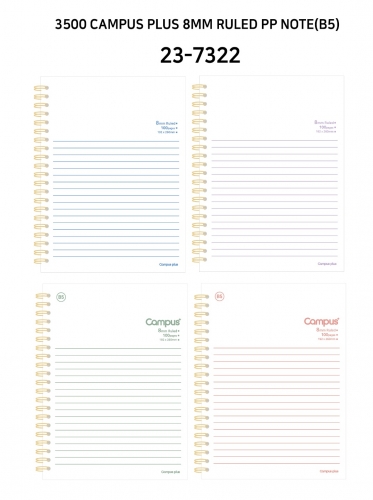 3500 CAMPUS PLUS 8MM RULED PP NOTE(B5)
23-7322
8mm Ruled
100pages
Campus plus
8mm Ruled
100pages
Campus plus
B5
Campus
8mm Ruled
100pages
Campus plus
B5
Campus
8mm Ruled
100pages
Campus plus